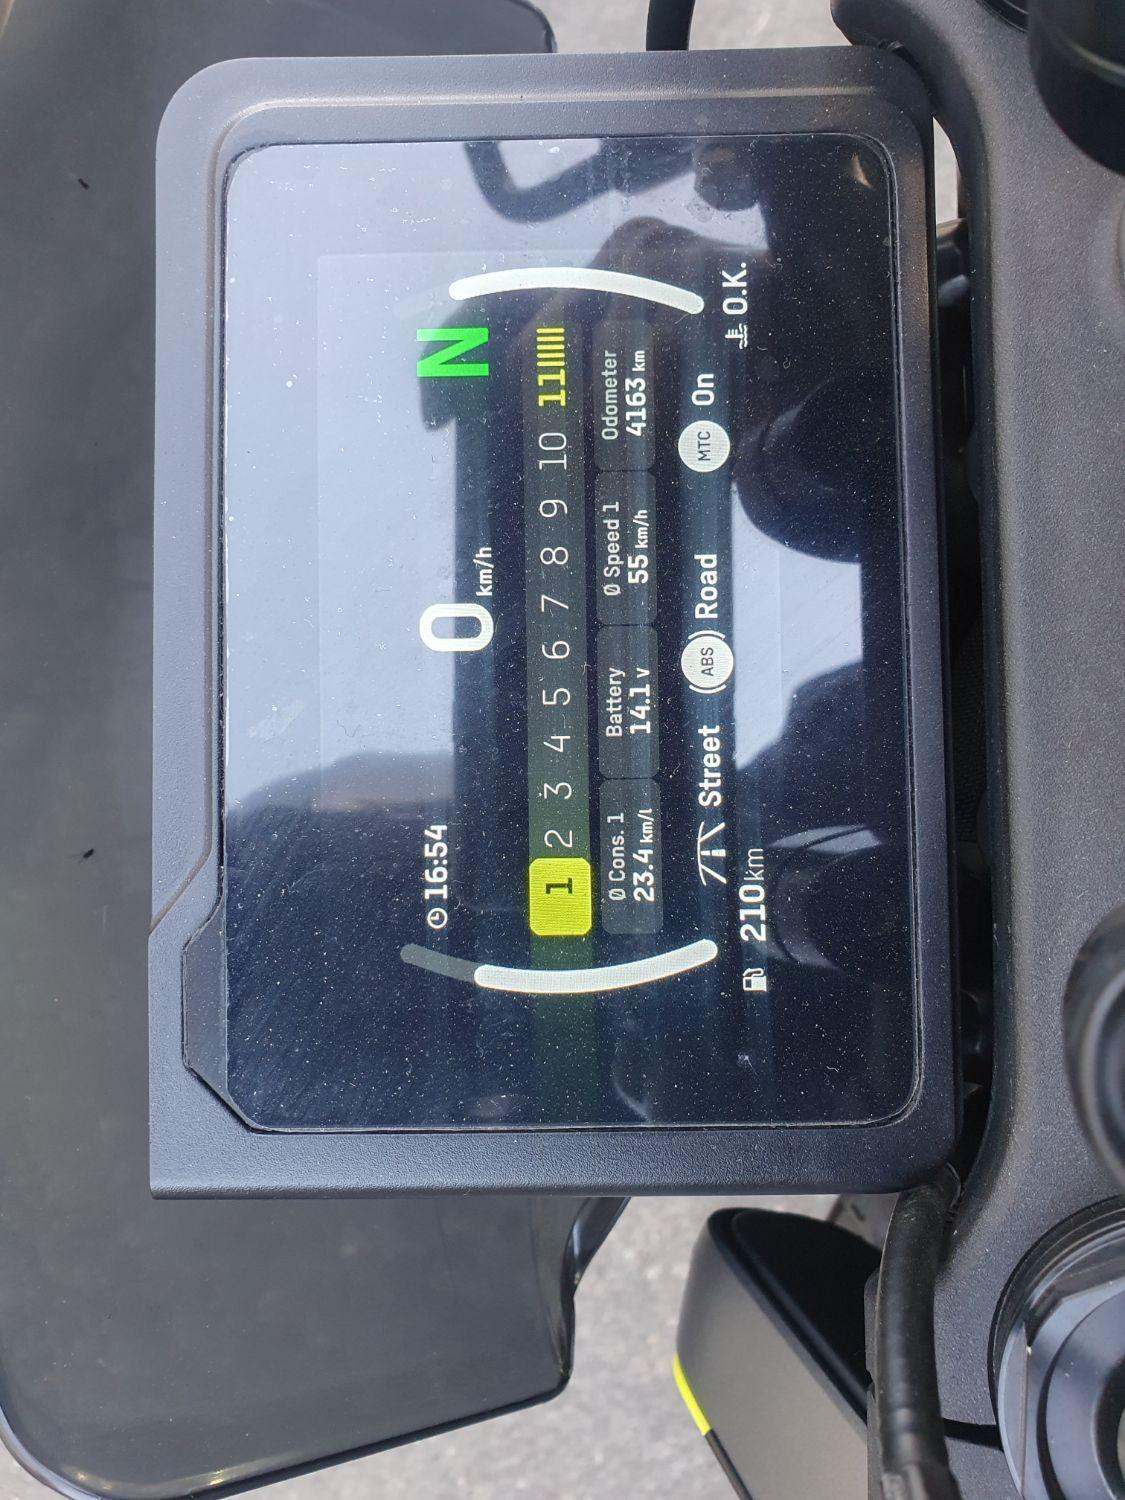 16:54
0 km/h
N
1 2 3 4 5 6 7 8 9 10 11
Ø Cons. 1 Battery Ø Speed 1 Odometer
23.4 km/l 14.1 V 55 km/h 4163 km
Street ABS Road MTC On
210 km O.K.